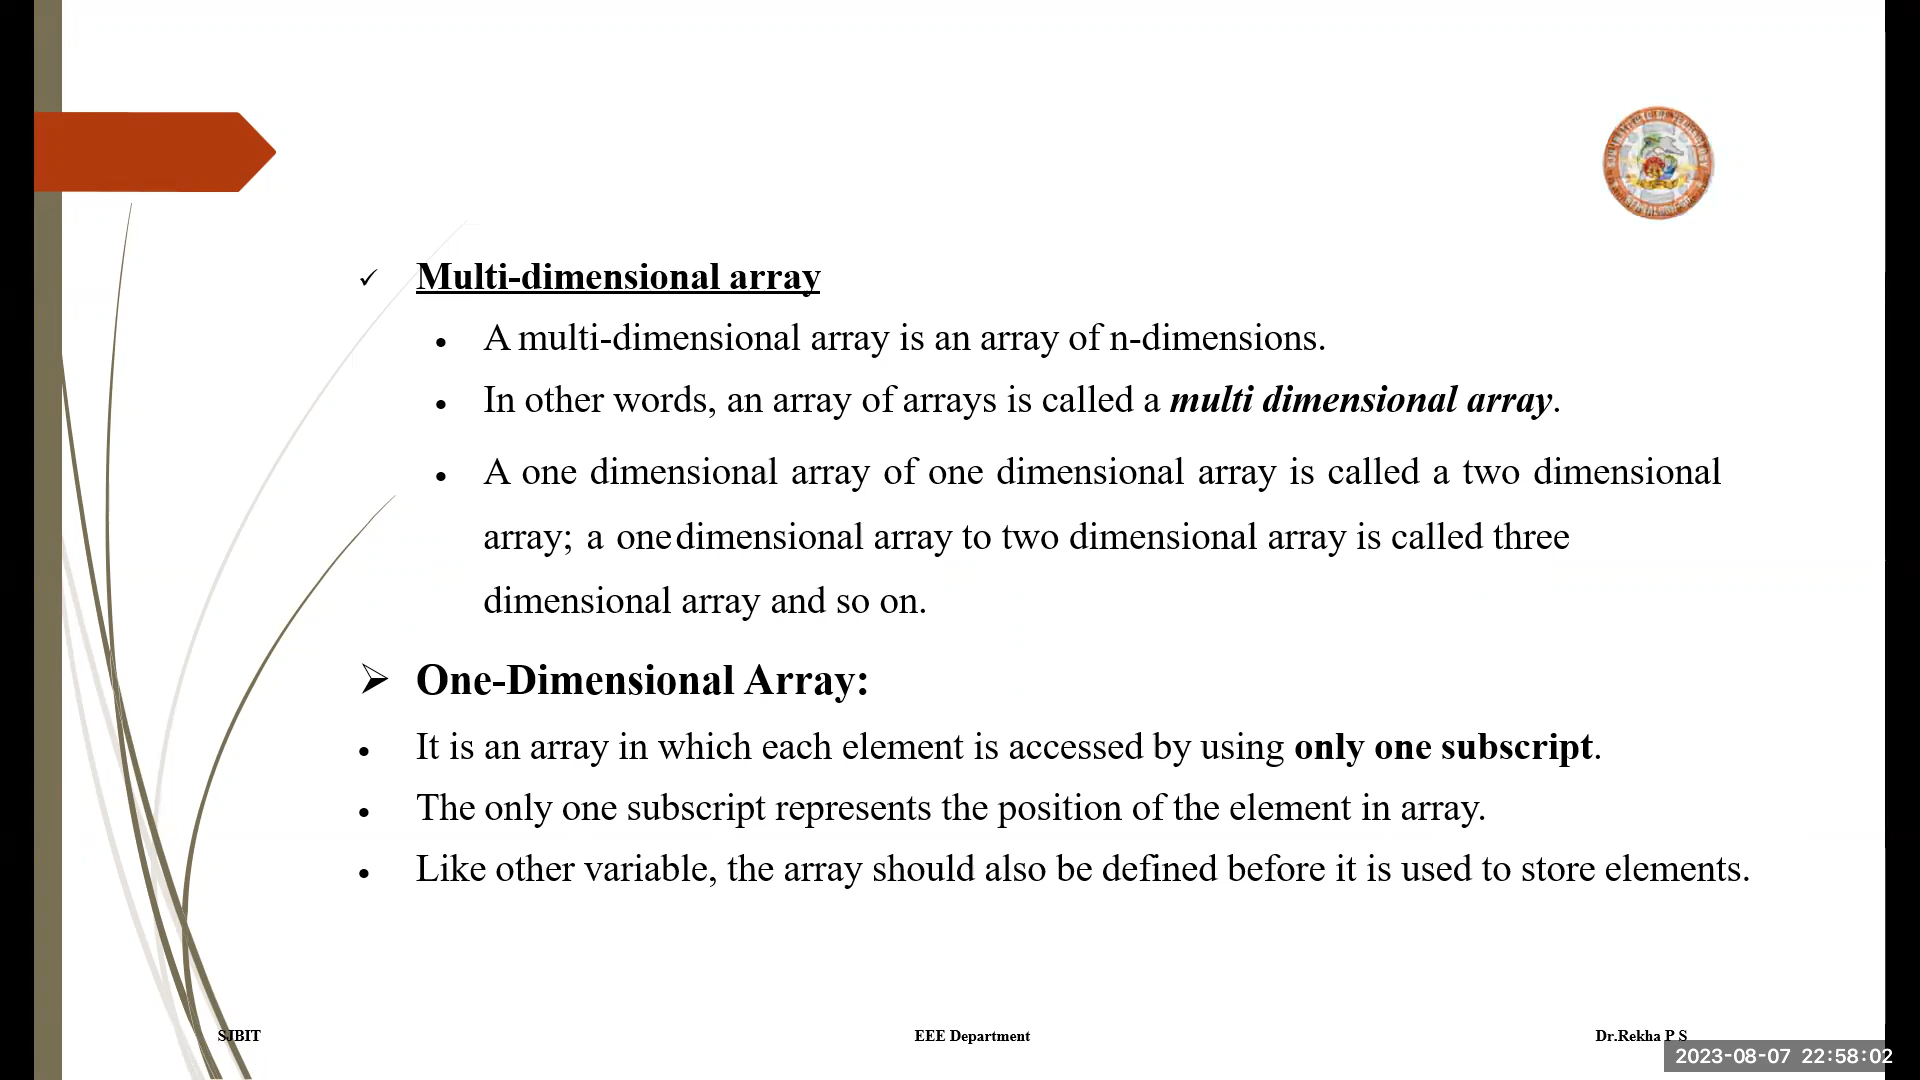 Multi-dimensional array
A multi-dimensional array is an array of n-dimensions.
In other words, an array of arrays is called a multi dimensional array.
A one dimensional array of one dimensional array is called a two dimensional
array; a one dimensional array to two dimensional array is called three
dimensional array and so on.
One-Dimensional Array:
It is an array in which each element is accessed by using only one subscript.
The only one subscript represents the position of the element in array.
Like other variable, the array should also be defined before it is used to store elements.
SJBIT
EEE Department
Dr.Rekha P S
2023-08-07 22:58:02